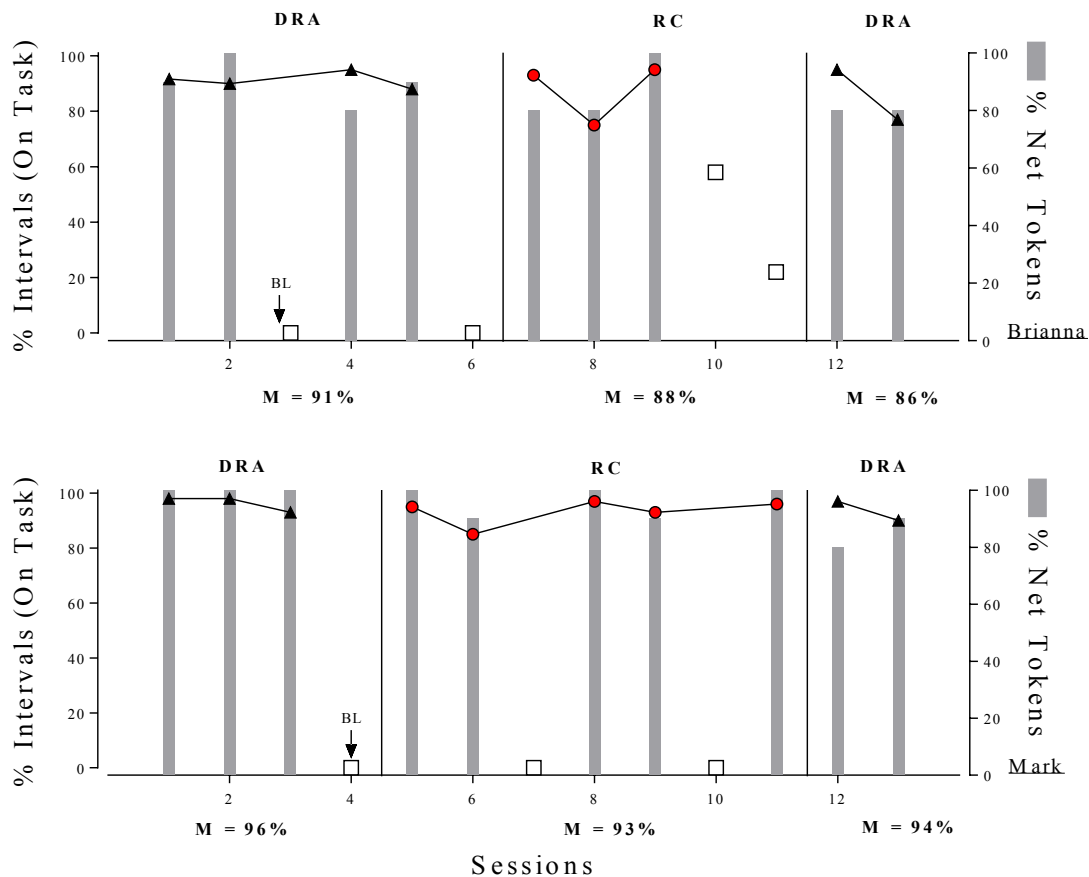 DRA RC DRA
% Intervals (On Task)
100
80
60
40
20
0
BL
100
80
60
40
20
0
% Net Tokens
Brianna
2 4 6 8 10 12
M = 91% M = 88% M = 86%
DRA RC DRA
% Intervals (On Task)
100
80
60
40
20
0
BL
100
80
60
40
20
0
% Net Tokens
Mark
2 4 6 8 10 12
M = 96% M = 93% M = 94%
Sessions